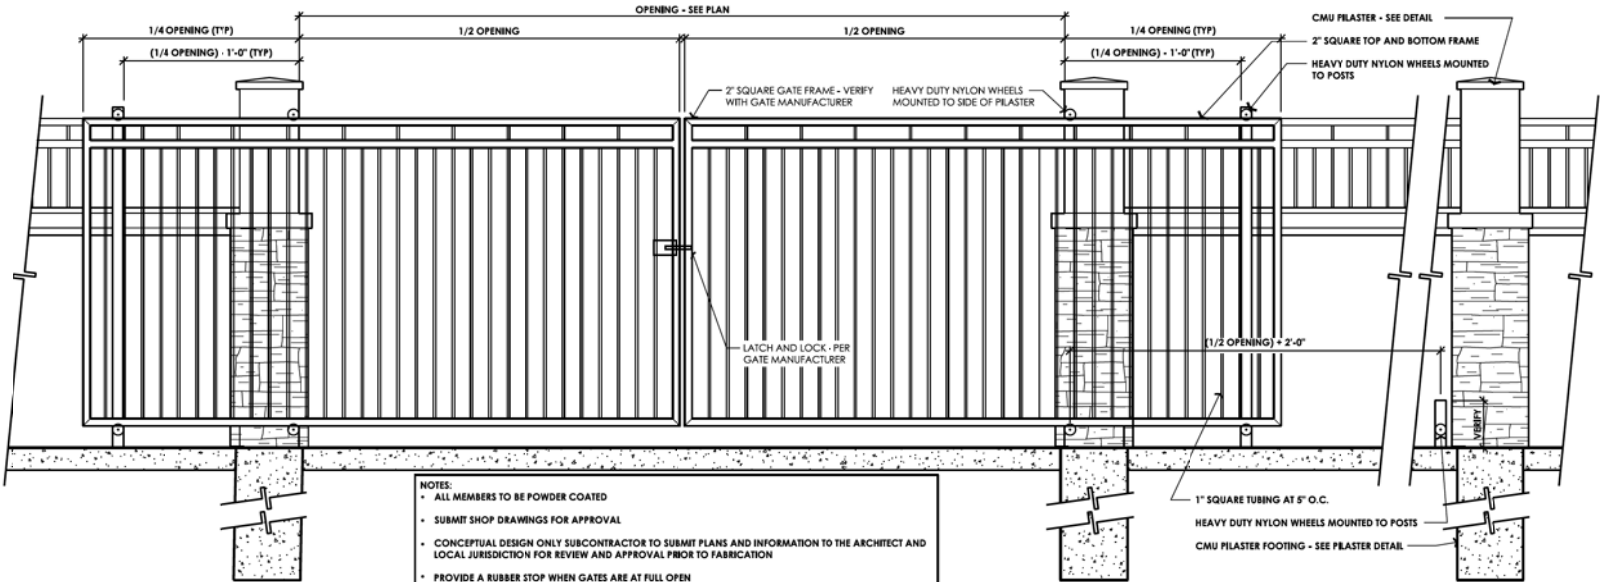 OPENING - SEE PLAN
1/4 OPENING (TYP)
1/2 OPENING
1/2 OPENING
1/4 OPENING (TYP)
(1/4 OPENING) - 1'-0" (TYP)
(1/4 OPENING) - 1'-0" (TYP)
CMU PILASTER - SEE DETAIL
2" SQUARE TOP AND BOTTOM FRAME
HEAVY DUTY NYLON WHEELS MOUNTED
TO POSTS
2" SQUARE GATE FRAME - VERIFY
WITH GATE MANUFACTURER
HEAVY DUTY NYLON WHEELS
MOUNTED TO SIDE OF PILASTER
LATCH AND LOCK - PER
GATE MANUFACTURER
(1/2 OPENING) + 2'-0"
VERIFY
1" SQUARE TUBING AT 5" O.C.
HEAVY DUTY NYLON WHEELS MOUNTED TO POSTS
CMU PILASTER FOOTING - SEE PILASTER DETAIL
NOTES:
• ALL MEMBERS TO BE POWDER COATED
• SUBMIT SHOP DRAWINGS FOR APPROVAL
• CONCEPTUAL DESIGN ONLY SUBCONTRACTOR TO SUBMIT PLANS AND INFORMATION TO THE ARCHITECT AND
LOCAL JURISDICTION FOR REVIEW AND APPROVAL PRIOR TO FABRICATION
• PROVIDE A RUBBER STOP WHEN GATES ARE AT FULL OPEN